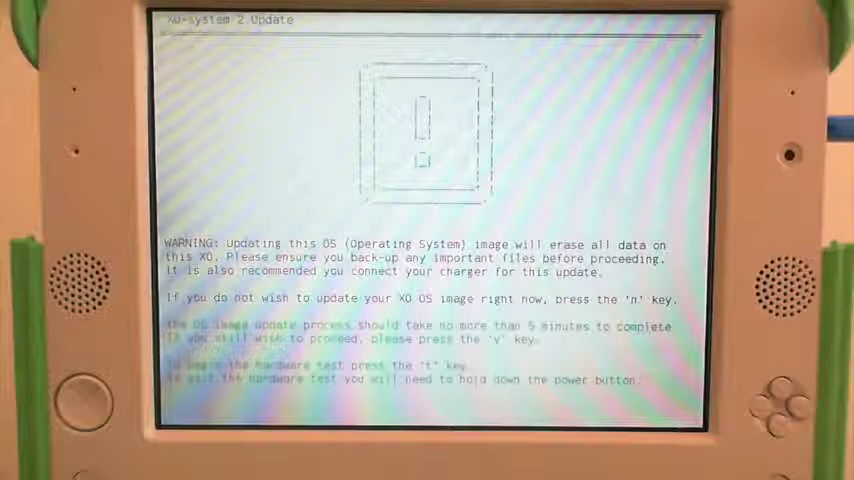 XO-system 2 Update
WARNING: Updating this OS (Operating System) image will erase all data on
this XO. Please ensure you back-up any important files before proceeding.
It is also recommended you connect your charger for this update.
If you do not wish to update your XO OS image right now, press the 'n' key.
The OS image update process should take no more than 5 minutes to complete
If you still wish to proceed, please press the 'y' key.
To begin the hardware test press the 't' key.
To exit the hardware test you will need to hold down the power button.